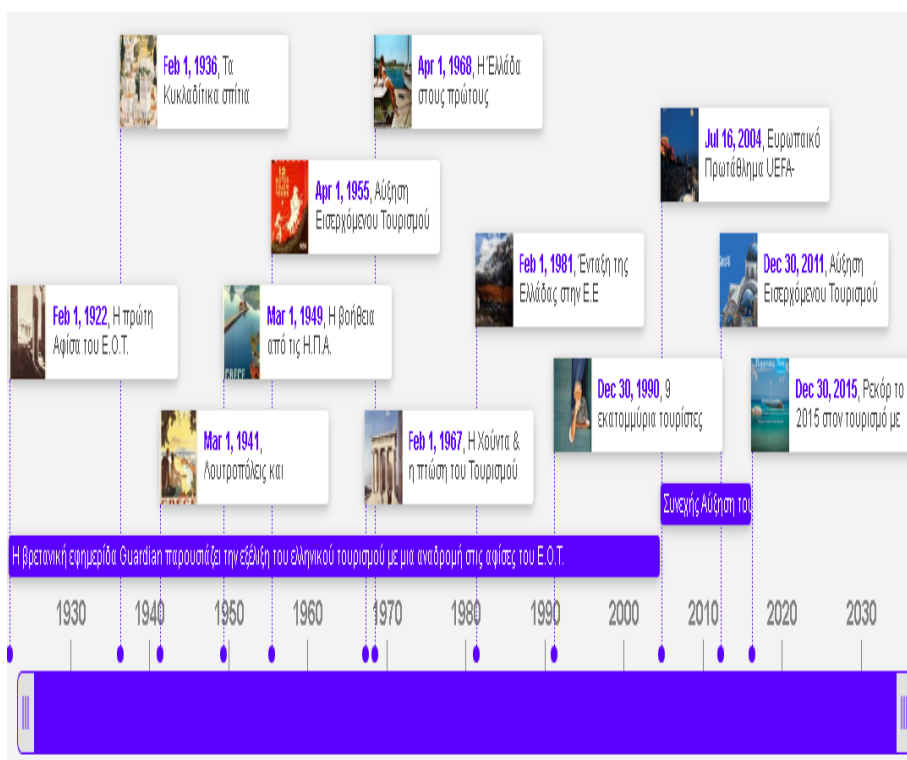 Feb 1, 1936, Τα
Κυκλαδίτικα σπίτια
Apr 1, 1968, Η Έλλάδα
στους πρώτους
Jul 16, 2004, Ευρωπαικό
Πρωτάθλημα UEFA-
Apr 1, 1955, Αύξηση
Εισερχόμενου Τουρισμού
Feb 1, 1981, Ένταξη της
Ελλάδας στην Ε.Ε
Dec 30, 2011, Αύξηση
Εισερχόμενου Τουρισμού
Feb 1, 1922, Η πρώτη
Αφίσα του Ε.Ο.Τ.
Mar 1, 1949, Η βοήθεια
από τις Η.Π.Α.
GRECE
Dec 30, 1990, 9
εκατομμύρια τουρίστες
Dec 30, 2015, Ρεκόρ το
2015 στον τουρισμό με
Mar 1, 1941,
Λουτροπόλεις και
Feb 1, 1967, Η Χούντα &
η πτώση του Τουρισμού
Συνεχής Αύξηση του
Η βρετανική εφημερίδα Guardian παρουσιάζει την εξέλιξη του ελληνικού τουρισμού με μια αναδρομή στις αφίσες του Ε.Ο.Τ.
1930 1940 1950 1960 1970 1980 1990 2000 2010 2020 2030